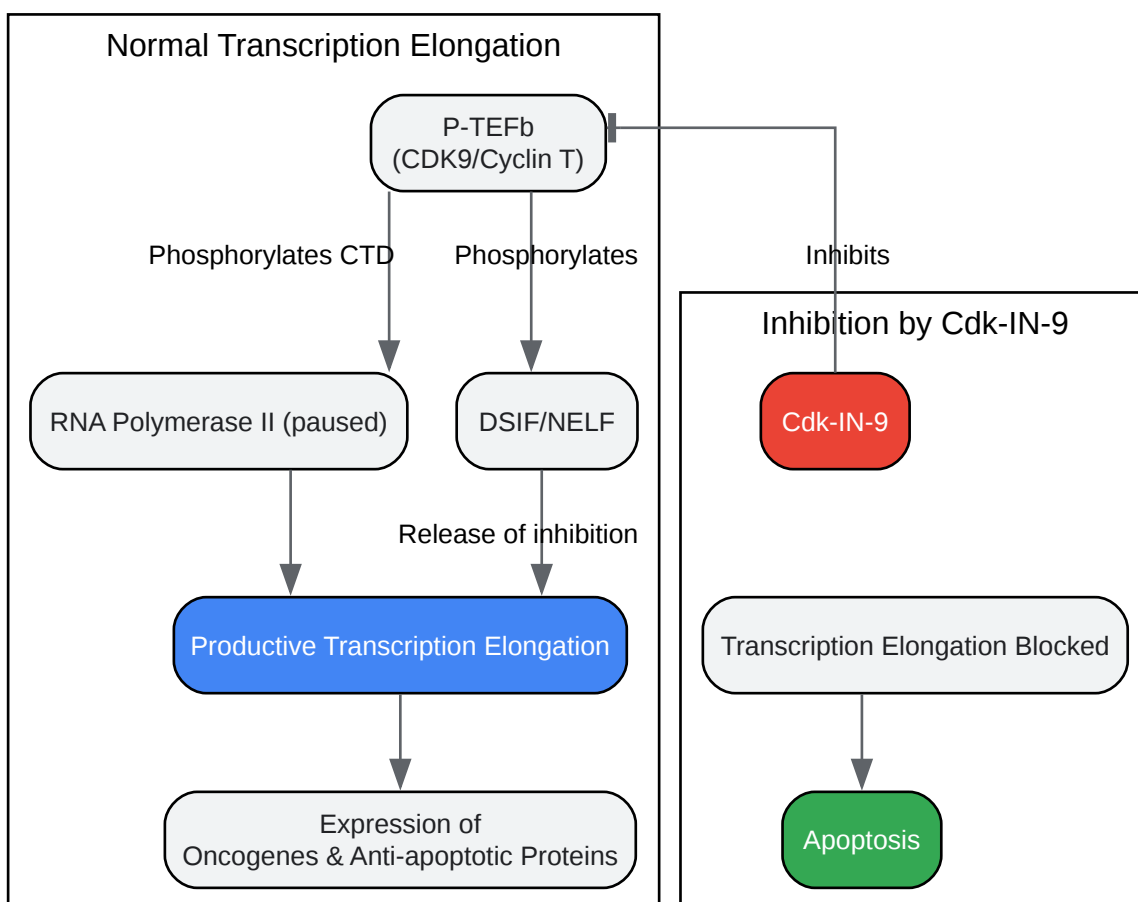 Normal Transcription Elongation
P-TEFb
(CDK9/Cyclin T)
Phosphorylates CTD
Phosphorylates
Inhibits
Inhibition by Cdk-IN-9
RNA Polymerase II (paused)
DSIF/NELF
Cdk-IN-9
Release of inhibition
Productive Transcription Elongation
Transcription Elongation Blocked
Expression of
Oncogenes & Anti-apoptotic Proteins
Apoptosis